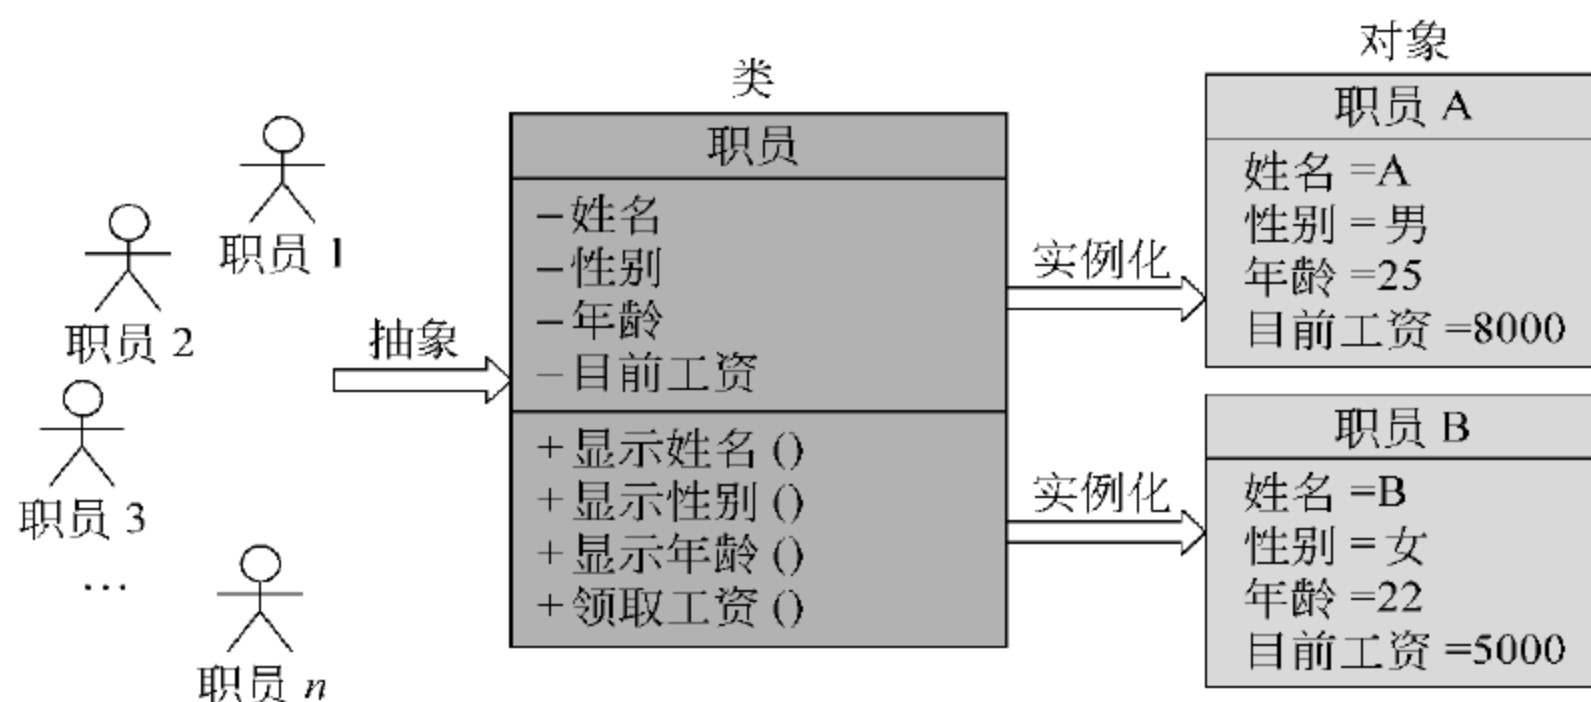 职员 1
职员 2
职员 3
…
职员 n
抽象
类
职员
–姓名
–性别
–年龄
–目前工资
+显示姓名 ()
+显示性别 ()
+显示年龄 ()
+领取工资 ()
实例化
实例化
对象
职员 A
姓名 =A
性别 = 男
年龄 =25
目前工资 =8000
职员 B
姓名 =B
性别 = 女
年龄 =22
目前工资 =5000